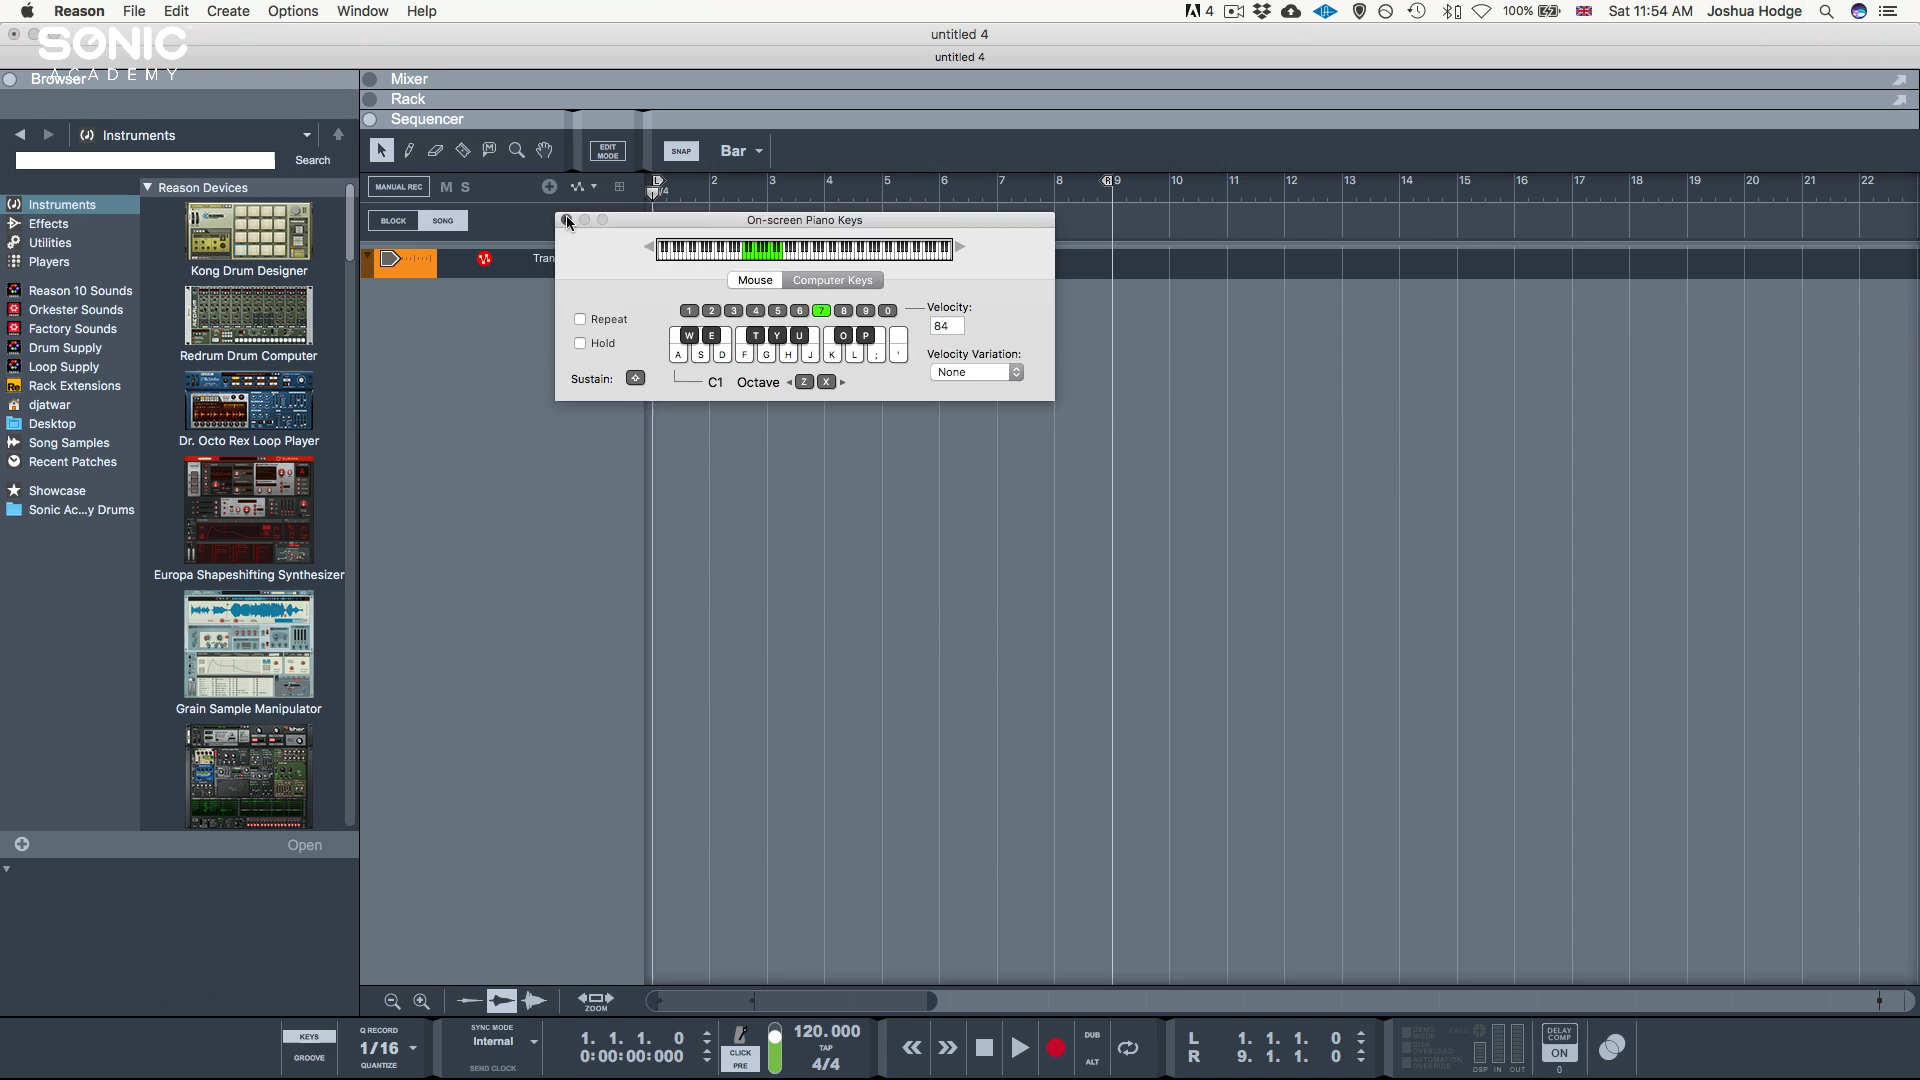 Reason File Edit Create Options Window Help
4 100% Sat 11:54 AM Joshua Hodge
untitled 4
untitled 4
SONIC
ACADEMY
Browser
Mixer
Rack
Sequencer
Instruments
Search
EDIT MODE
SNAP
Bar
MANUAL REC M S
BLOCK SONG
2 3 4 5 6 7 8 9 10 11 12 13 14 15 16 17 18 19 20 21 22
L /4 R
Tran
Reason Devices
Instruments
Effects
Utilities
Players
Reason 10 Sounds
Orkester Sounds
Factory Sounds
Drum Supply
Loop Supply
Rack Extensions
djatwar
Desktop
Song Samples
Recent Patches
Showcase
Sonic Ac...y Drums
Kong Drum Designer
Redrum Drum Computer
Dr. Octo Rex Loop Player
Europa Shapeshifting Synthesizer
Grain Sample Manipulator
Open
On-screen Piano Keys
Mouse Computer Keys
1 2 3 4 5 6 7 8 9 0
Repeat
Hold
W E T Y U O P
A S D F G H J K L ; '
Sustain:
C1 Octave Z X
Velocity:
84
Velocity Variation:
None
ZOOM
KEYS
GROOVE
Q RECORD
1/16
QUANTIZE
SYNC MODE
Internal
SEND CLOCK
1. 1. 1. 0
0:00:00:000
CLICK
PRE
120.000
TAP
4/4
DUB
ALT
L 1. 1. 1. 0
R 9. 1. 1. 0
DSP IN OUT
DELAY
COMP
ON
0